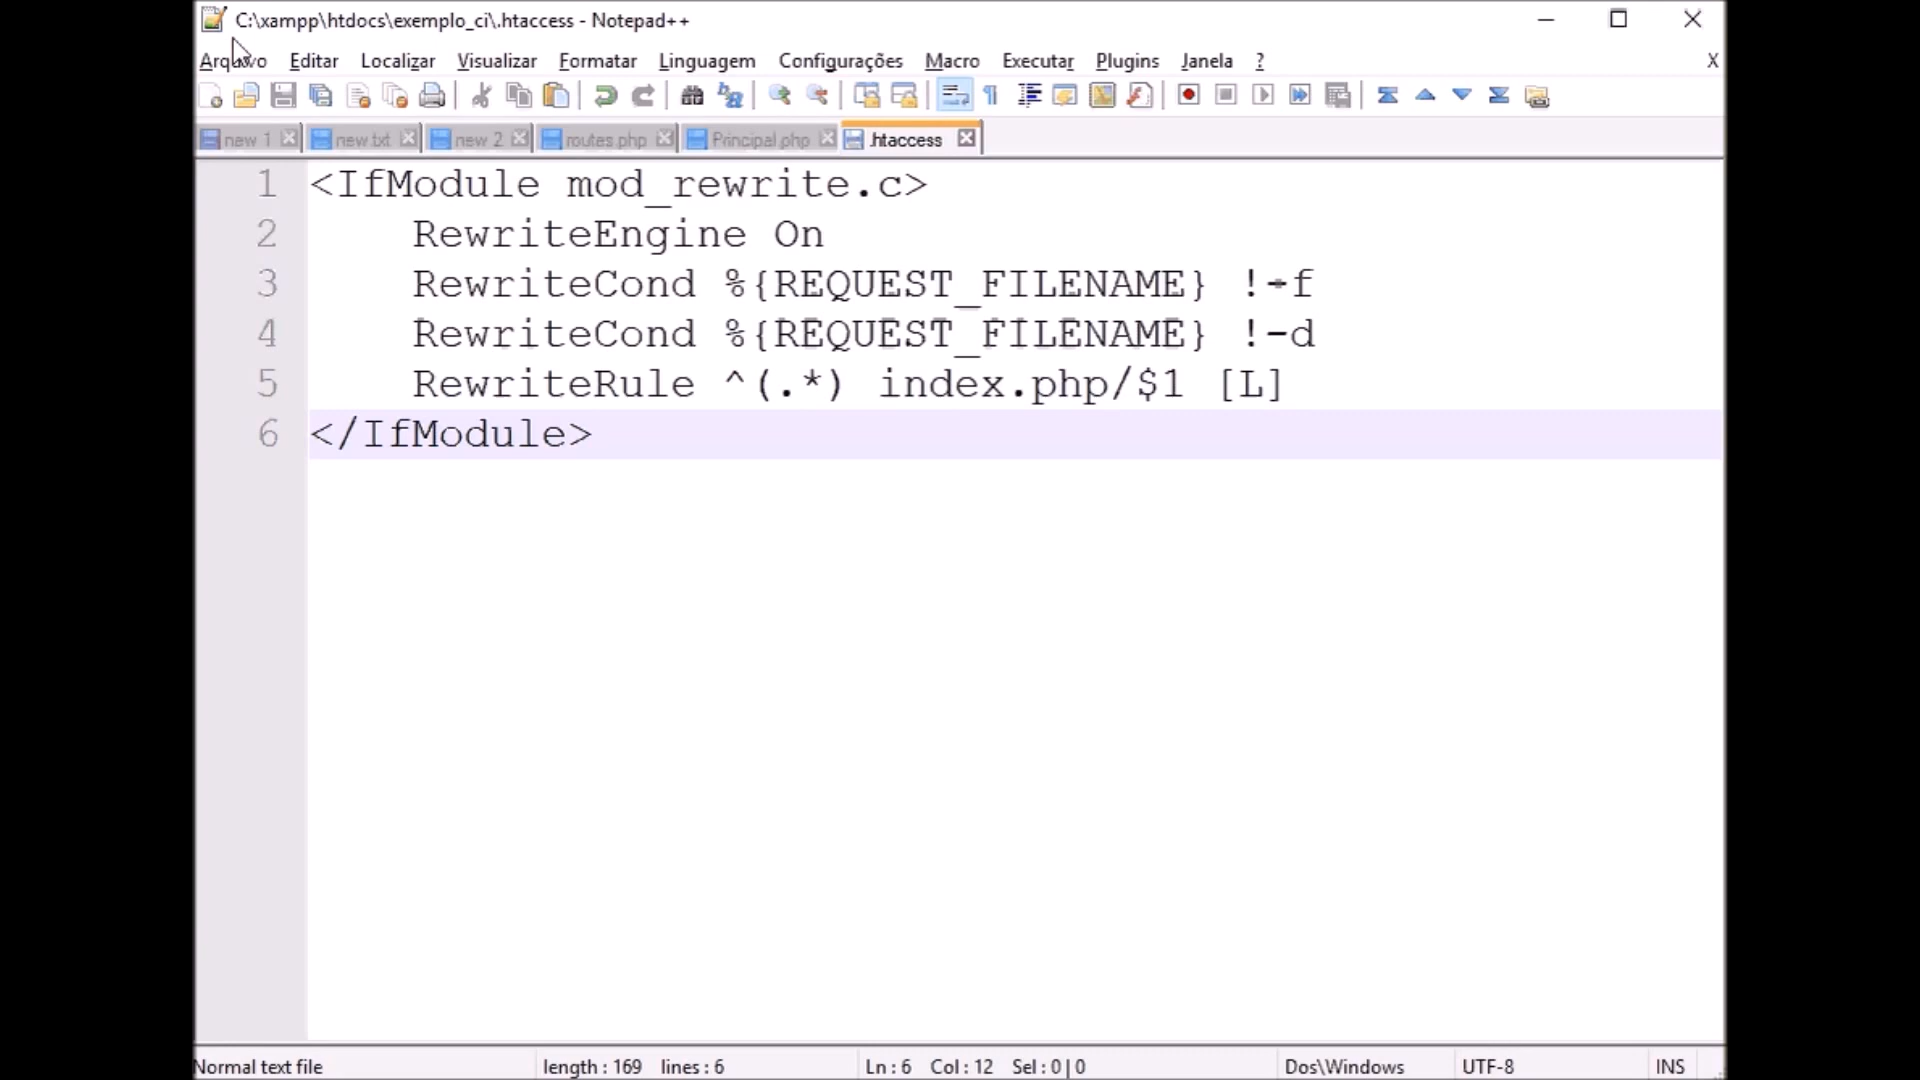 C:\xampp\htdocs\exemplo_ci\.htaccess - Notepad++
Arquivo Editar Localizar Visualizar Formatar Linguagem Configurações Macro Executar Plugins Janela ? X
new 1 new.txt new 2 routes.php Principal.php .htaccess
1 <IfModule mod_rewrite.c>
2 RewriteEngine On
3 RewriteCond %{REQUEST_FILENAME} !-f
4 RewriteCond %{REQUEST_FILENAME} !-d
5 RewriteRule ^(.*) index.php/$1 [L]
6 </IfModule>
Normal text file length : 169 lines : 6 Ln : 6 Col : 12 Sel : 0 | 0 Dos\Windows UTF-8 INS